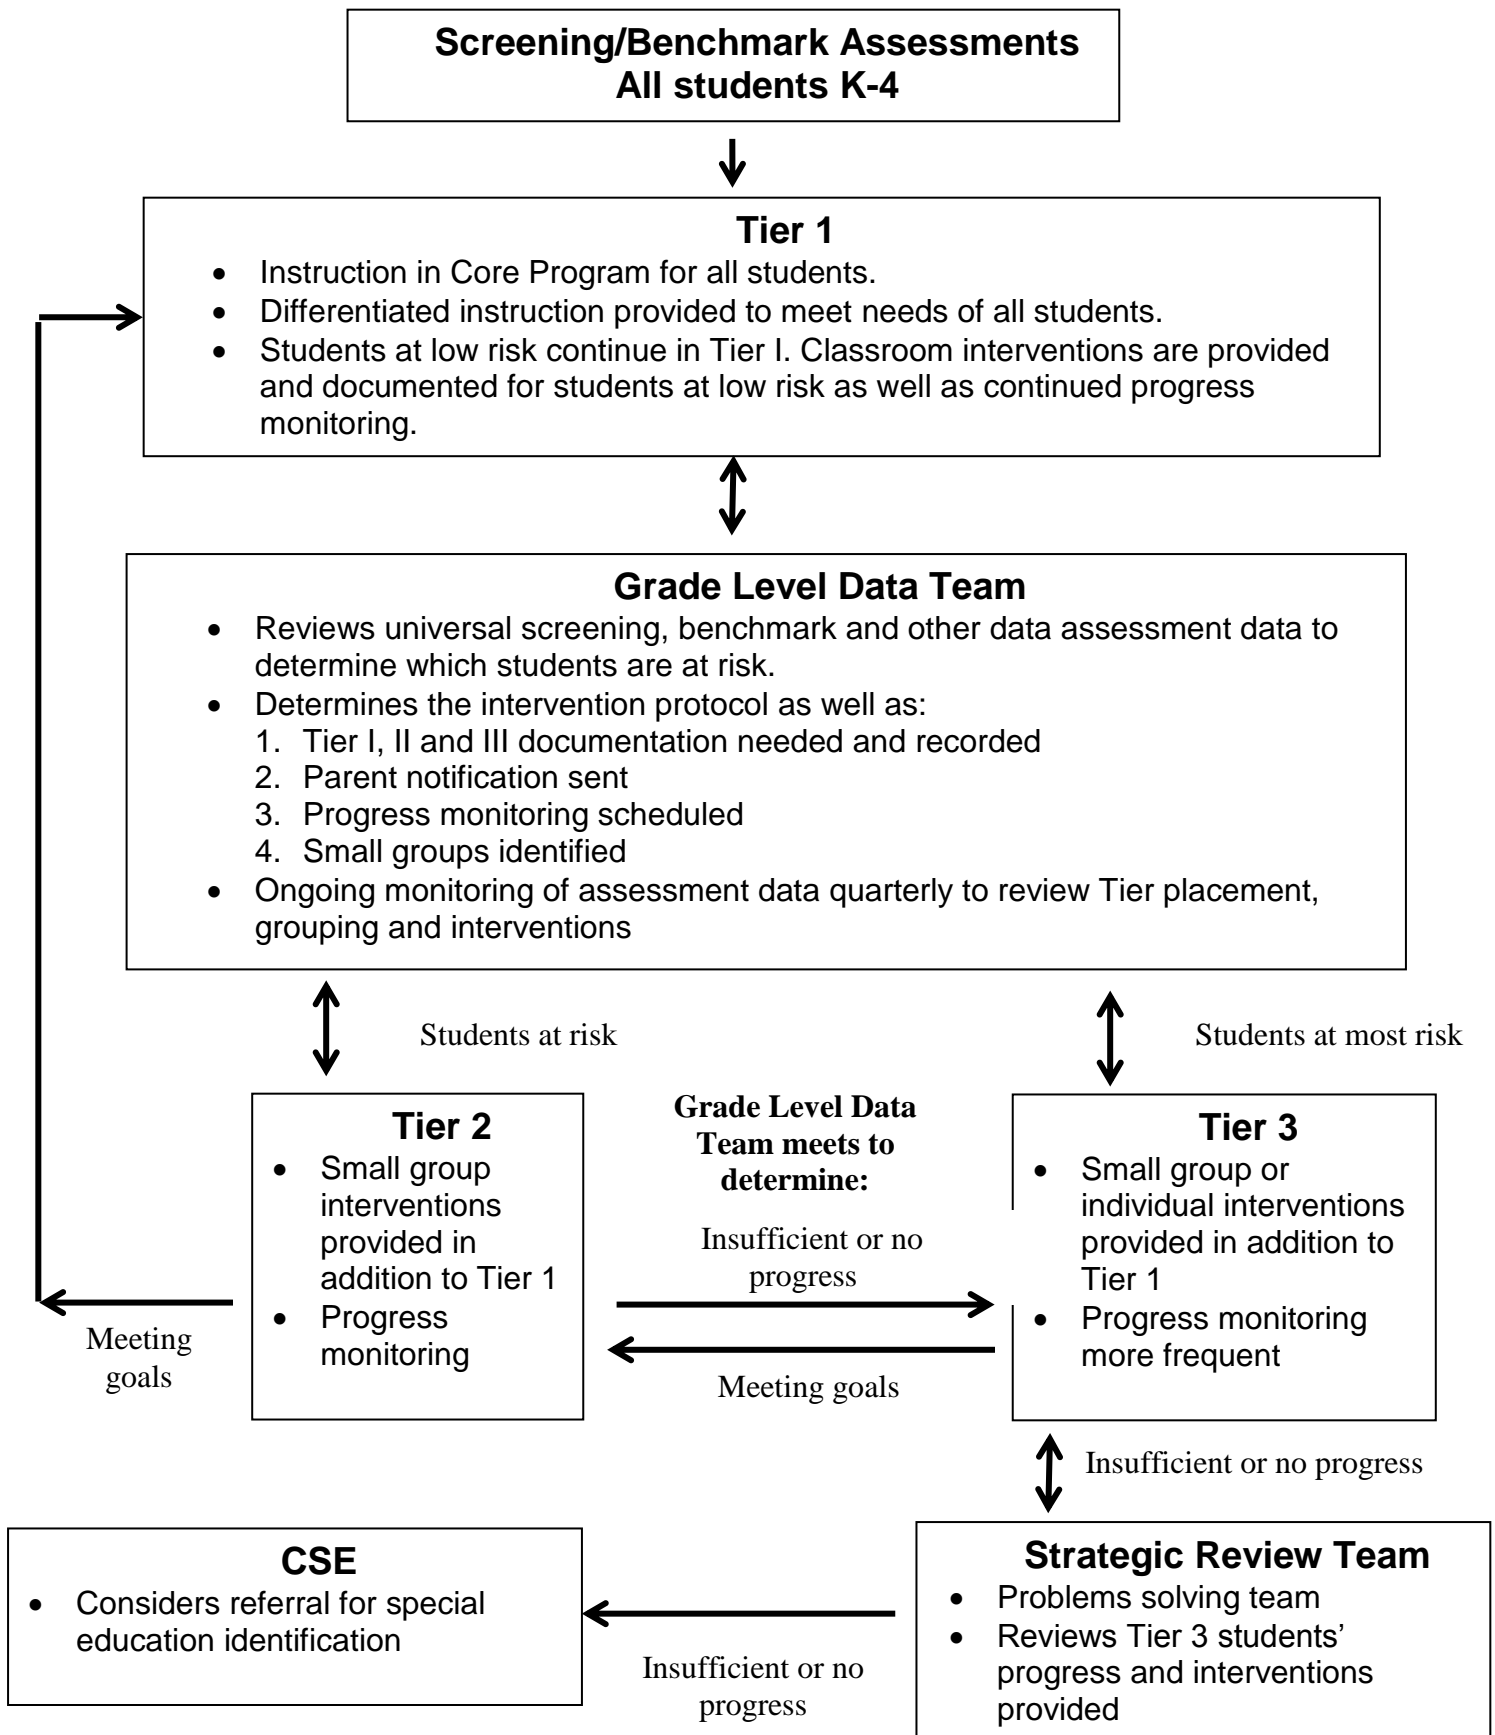 Screening/Benchmark Assessments
All students K-4
Tier 1
• Instruction in Core Program for all students.
• Differentiated instruction provided to meet needs of all students.
• Students at low risk continue in Tier I. Classroom interventions are provided
and documented for students at low risk as well as continued progress
monitoring.
Grade Level Data Team
• Reviews universal screening, benchmark and other data assessment data to
determine which students are at risk.
• Determines the intervention protocol as well as:
1. Tier I, II and III documentation needed and recorded
2. Parent notification sent
3. Progress monitoring scheduled
4. Small groups identified
• Ongoing monitoring of assessment data quarterly to review Tier placement,
grouping and interventions
Students at risk
Students at most risk
Tier 2
• Small group
interventions
provided in
addition to Tier 1
• Progress
monitoring
Grade Level Data
Team meets to
determine:
Insufficient or no
progress
Meeting goals
Tier 3
• Small group or
individual interventions
provided in addition to
Tier 1
• Progress monitoring
more frequent
Meeting
goals
Insufficient or no progress
CSE
• Considers referral for special
education identification
Insufficient or no
progress
Strategic Review Team
• Problems solving team
• Reviews Tier 3 students’
progress and interventions
provided